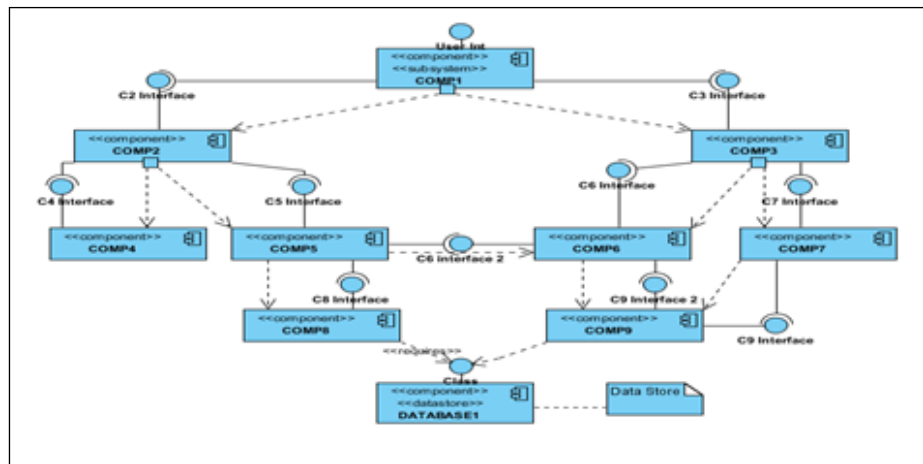 User Int
<<component>>
<<subsystem>>
COMP1
C2 Interface
C3 Interface
<<component>>
COMP2
<<component>>
COMP3
C4 Interface
C5 Interface
C6 Interface
C7 Interface
<<component>>
COMP4
<<component>>
COMP5
C6 Interface 2
<<component>>
COMP6
<<component>>
COMP7
C8 Interface
C9 Interface 2
<<component>>
COMP8
<<component>>
COMP9
C9 Interface
<<requires>>
Class
<<component>>
<<datastore>>
DATABASE1
Data Store